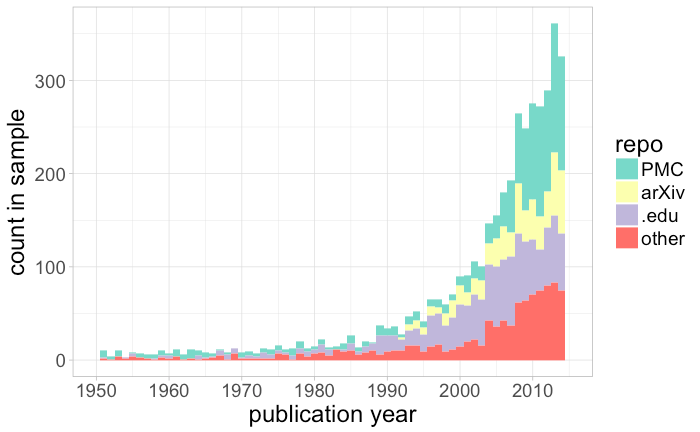 count in sample
300
200
100
0
1950
1960
1970
1980
1990
2000
2010
publication year
repo
PMC
arXiv
.edu
other